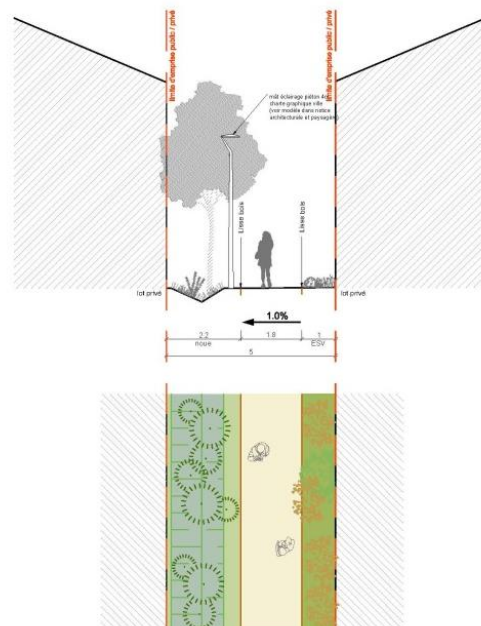 limite d'emprise public / privé
limite d'emprise public / privé
mât éclairage piéton de
charte graphique ville
(voir modèle dans notice
architecturale et paysagère)
Lisse bois
Lisse bois
lot privé
lot privé
1.0%
2.2
1.8
1
noue
ESV
5